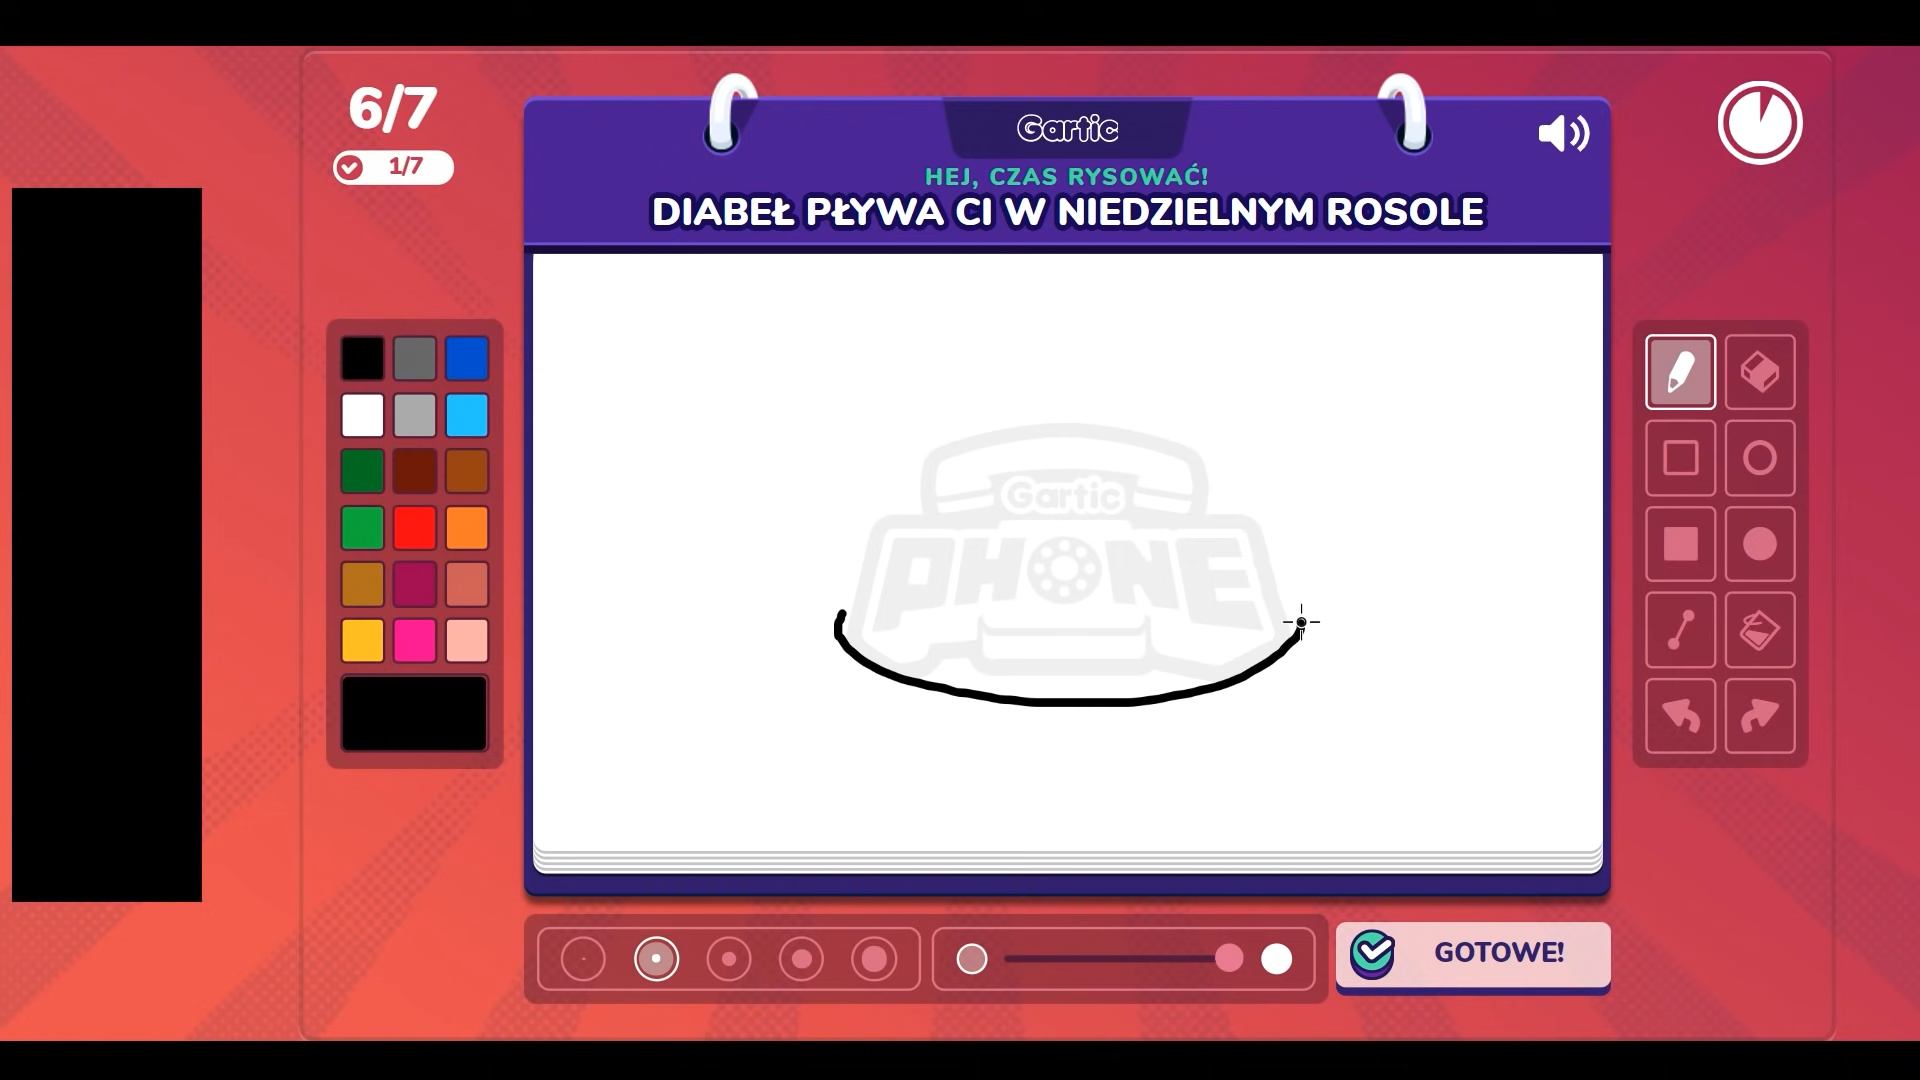 6/7
1/7
Gartic
HEJ, CZAS RYSOWAĆ!
DIABEŁ PŁYWA CI W NIEDZIELNYM ROSOLE
Gartic
PHONE
GOTOWE!